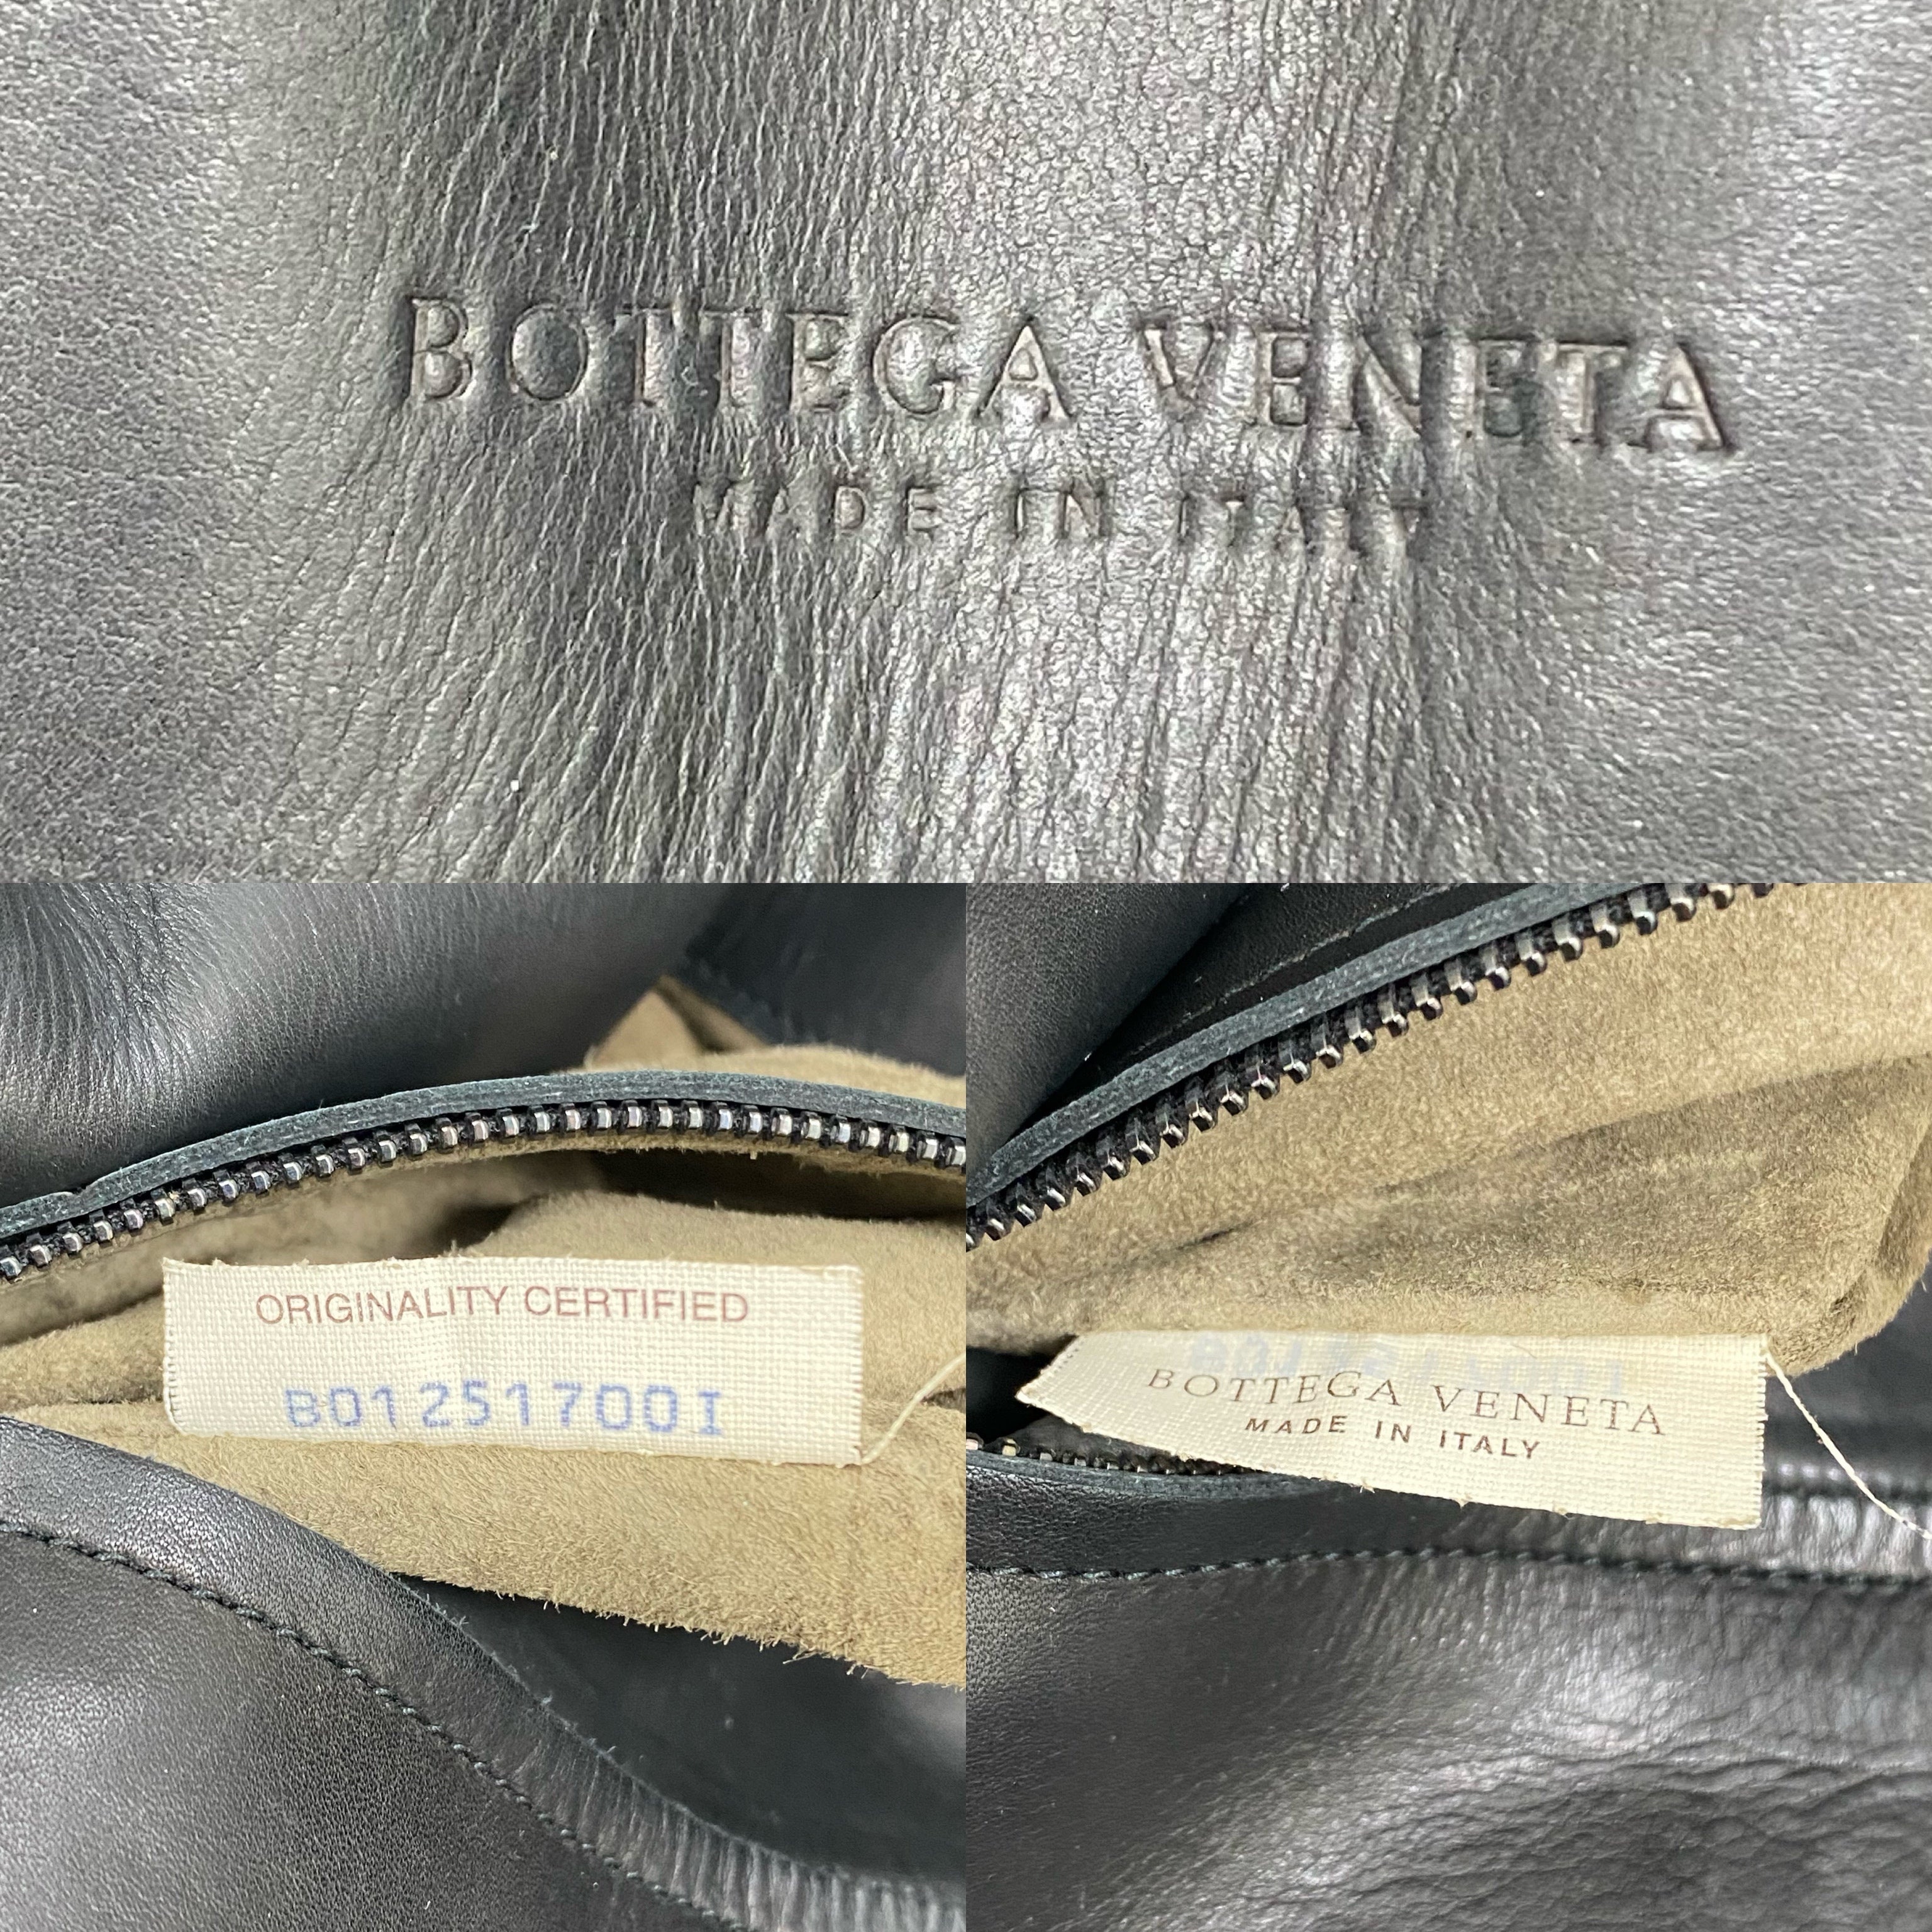 BOTTEGA VENETA
MADE IN ITALY
ORIGINALITY CERTIFIED
B01251700I
BOTTEGA VENETA
MADE IN ITALY